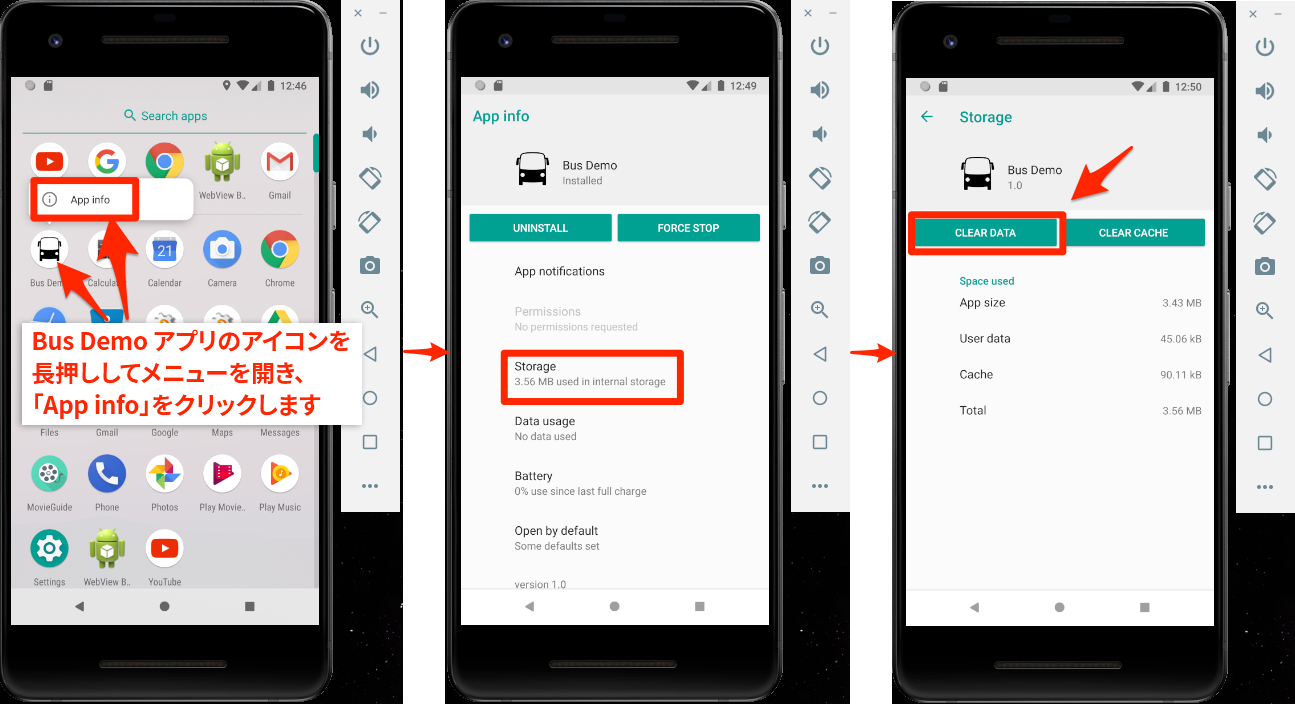 12:46
Search apps
WebView B..
Gmail
App info
Bus Dem
Calcula
Calendar
Camera
Chrome
21
Bus Demo アプリのアイコンを
長押ししてメニューを開き、
「App info」をクリックします
Files
Gmail
Google
Maps
Messages
MovieGuide
Phone
Photos
Play Movie..
Play Music
Settings
WebView B..
YouTube
12:49
App info
Bus Demo
Installed
UNINSTALL
FORCE STOP
App notifications
Permissions
No permissions requested
Storage
3.56 MB used in internal storage
Data usage
No data used
Battery
0% use since last full charge
Open by default
Some defaults set
version 1.0
12:50
Storage
Bus Demo
1.0
CLEAR DATA
CLEAR CACHE
Space used
App size
3.43 MB
User data
45.06 kB
Cache
90.11 kB
Total
3.56 MB